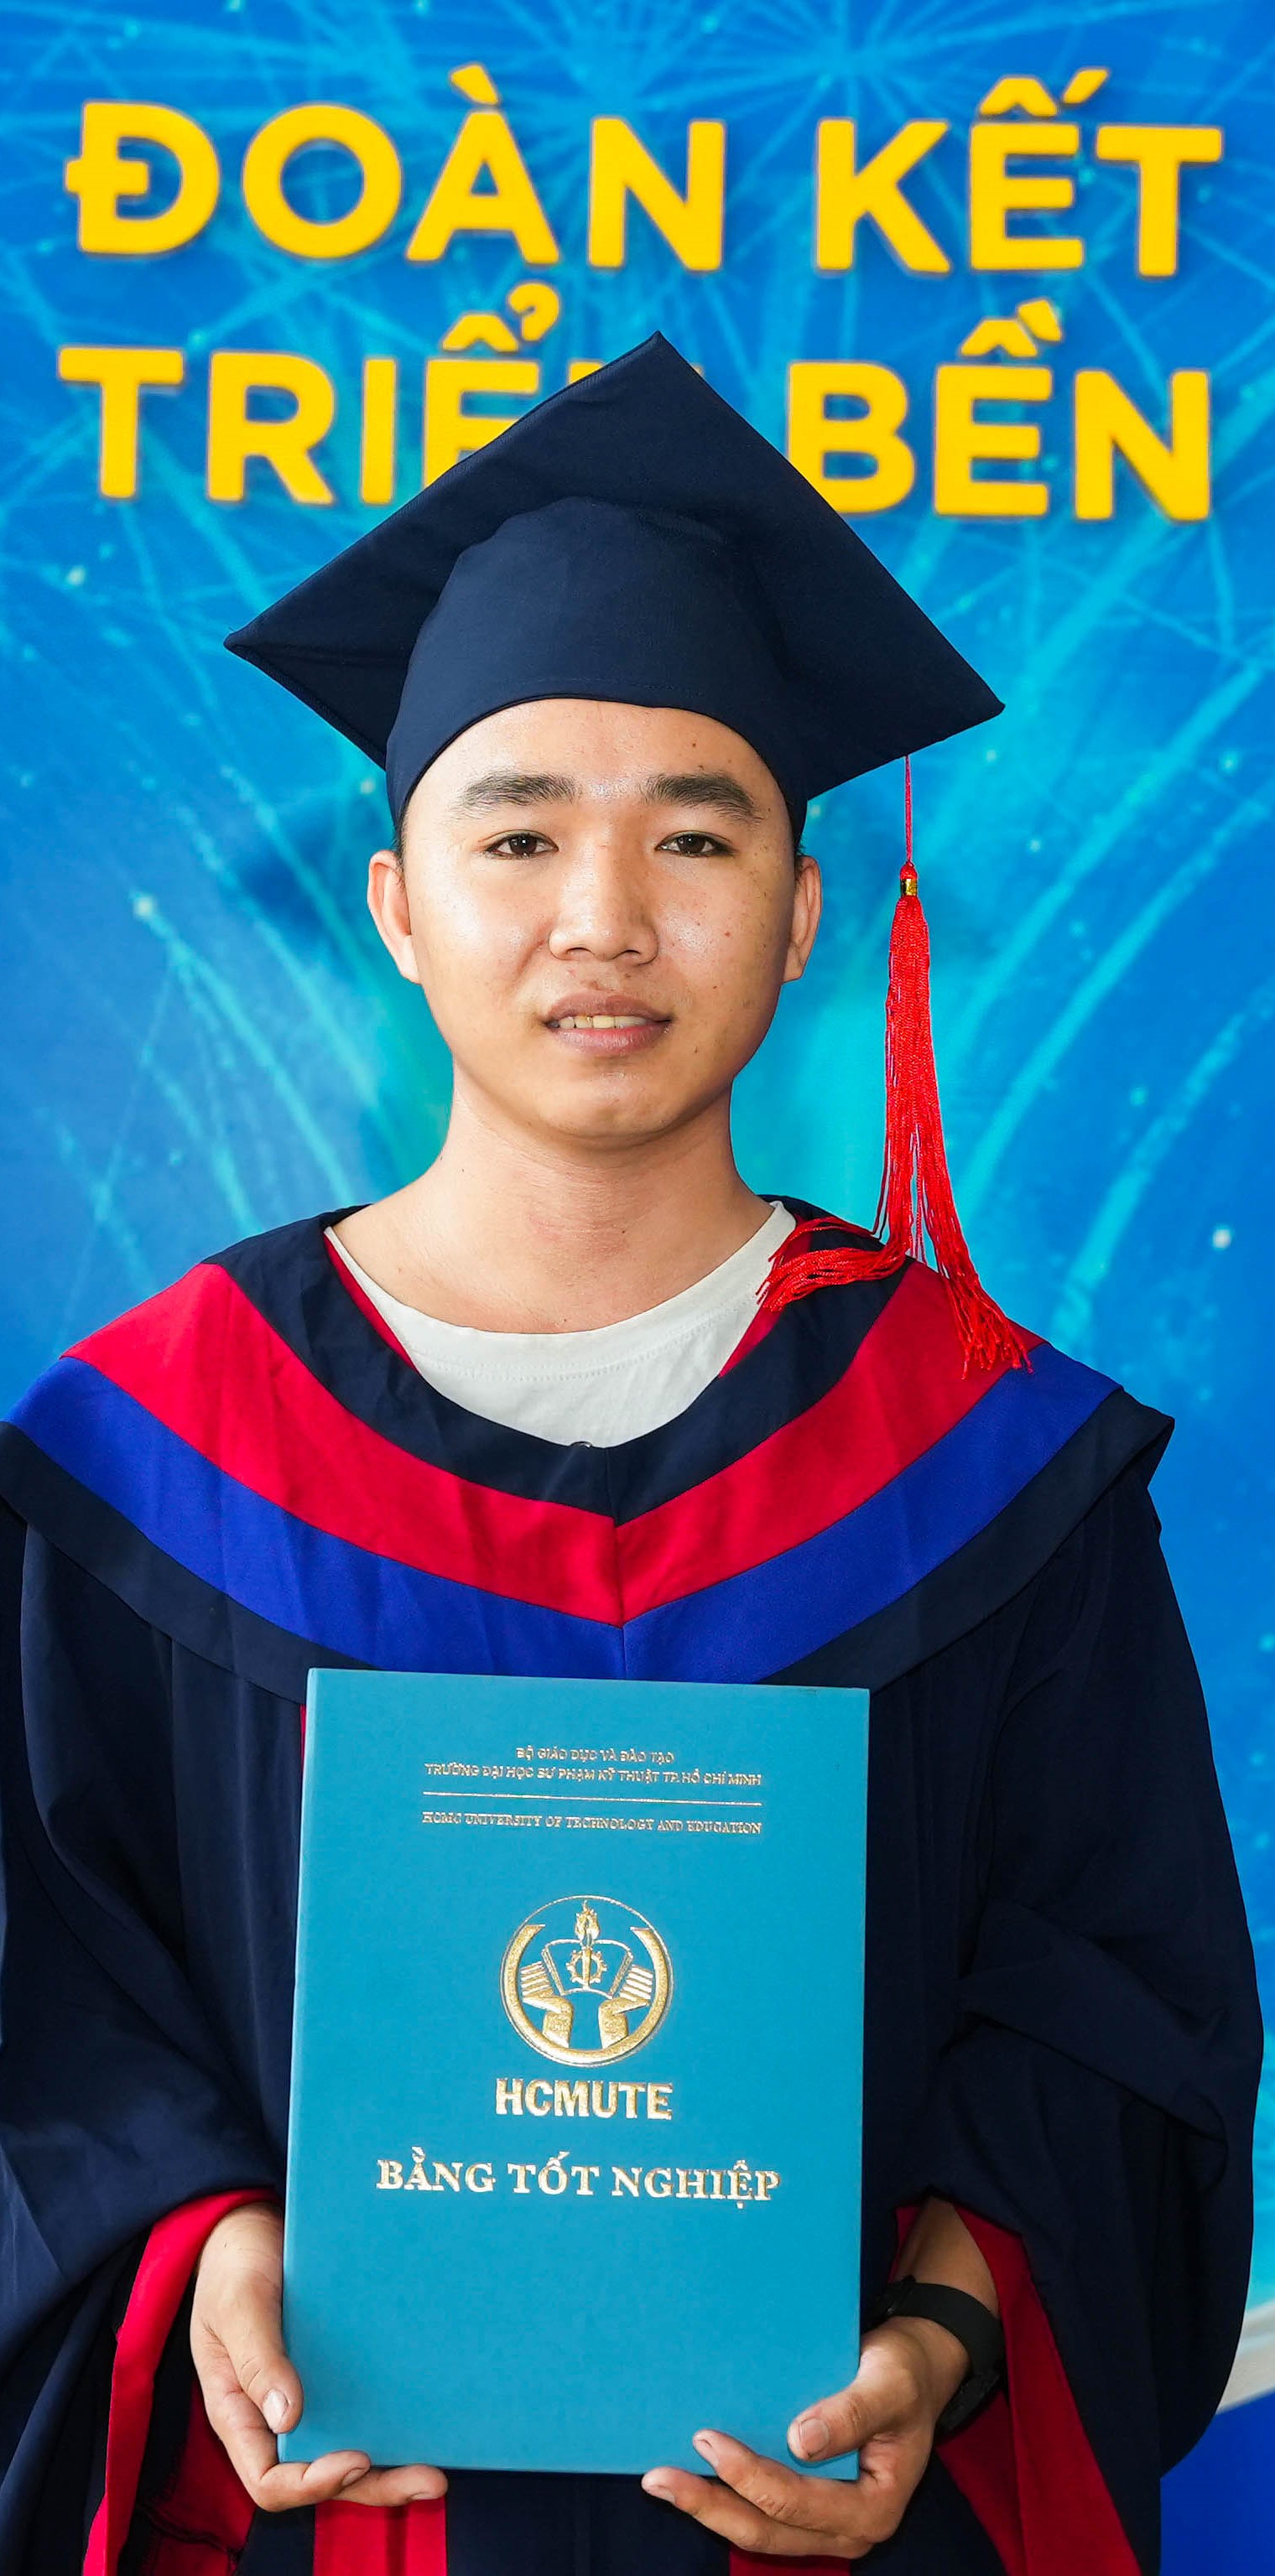 ĐOÀN KẾT
TRIỂN BỀN
BỘ GIÁO DỤC VÀ ĐÀO TẠO
TRƯỜNG ĐẠI HỌC SƯ PHẠM KỸ THUẬT TP. HỒ CHÍ MINH
HCMC UNIVERSITY OF TECHNOLOGY AND EDUCATION
HCMUTE
BẰNG TỐT NGHIỆP